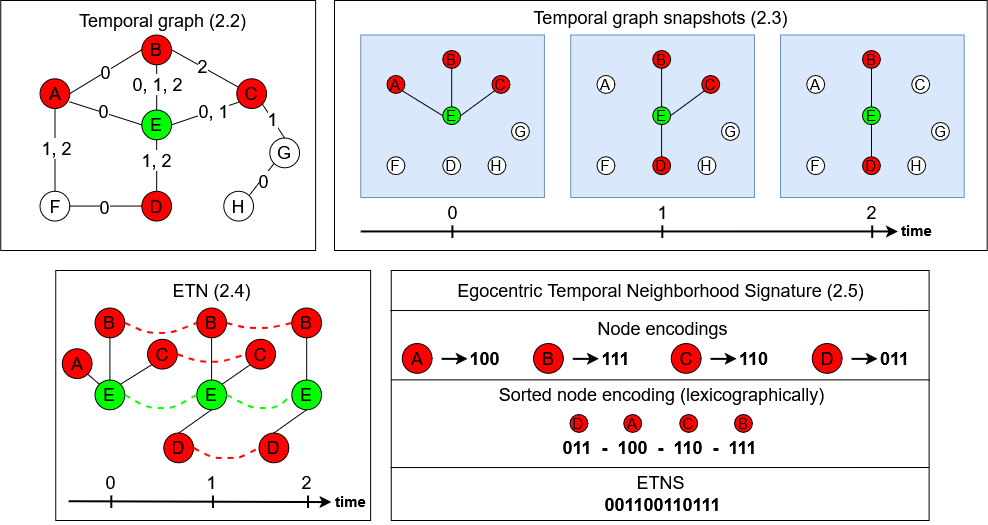 Temporal graph (2.2)
B
0
2
0, 1, 2
A
C
0
0, 1
1
E
1, 2
1, 2
G
0
F
0
D
H
Temporal graph snapshots (2.3)
B
A
C
E
G
F
D
H
B
A
C
E
G
F
D
H
B
A
C
E
G
F
D
H
0
1
2
time
ETN (2.4)
B
B
B
A
C
C
E
E
E
D
D
0
1
2
time
Egocentric Temporal Neighborhood Signature (2.5)
Node encodings
A 100 B 111 C 110 D 011
Sorted node encoding (lexicographically)
D A C B
011 - 100 - 110 - 111
ETNS
001100110111